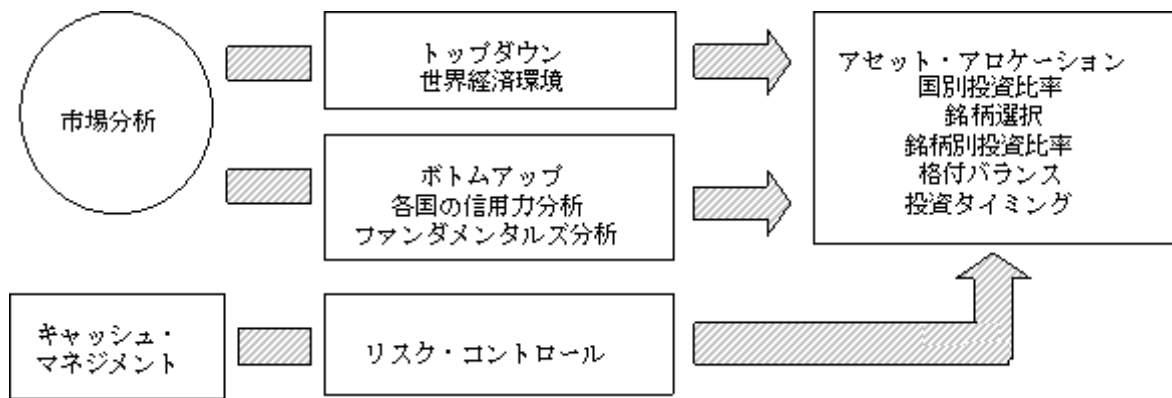 市場分析
トップダウン
世界経済環境
ボトムアップ
各国の信用力分析
ファンダメンタルズ分析
アセット・アロケーション
国別投資比率
銘柄選択
銘柄別投資比率
格付バランス
投資タイミング
キャッシュ・
マネジメント
リスク・コントロール